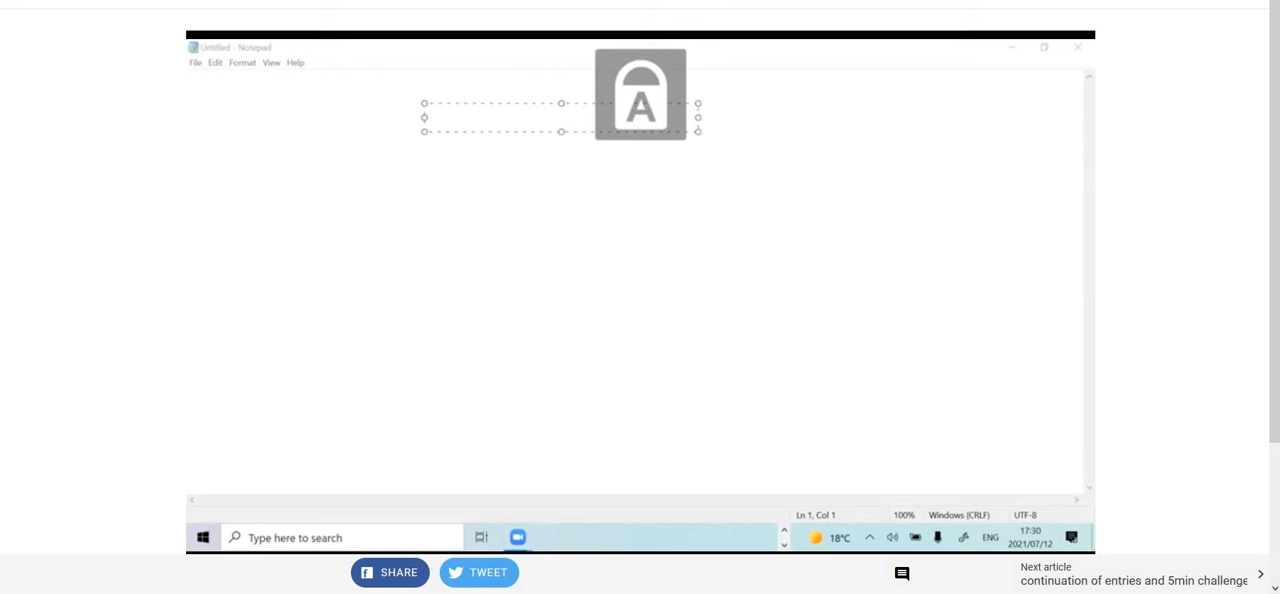 Untitled - Notepad
File Edit Format View Help
A
Ln 1, Col 1 100% Windows (CRLF) UTF-8
Type here to search 18°C ENG 17:30
2021/07/12
SHARE TWEET
Next article
continuation of entries and 5min challenge